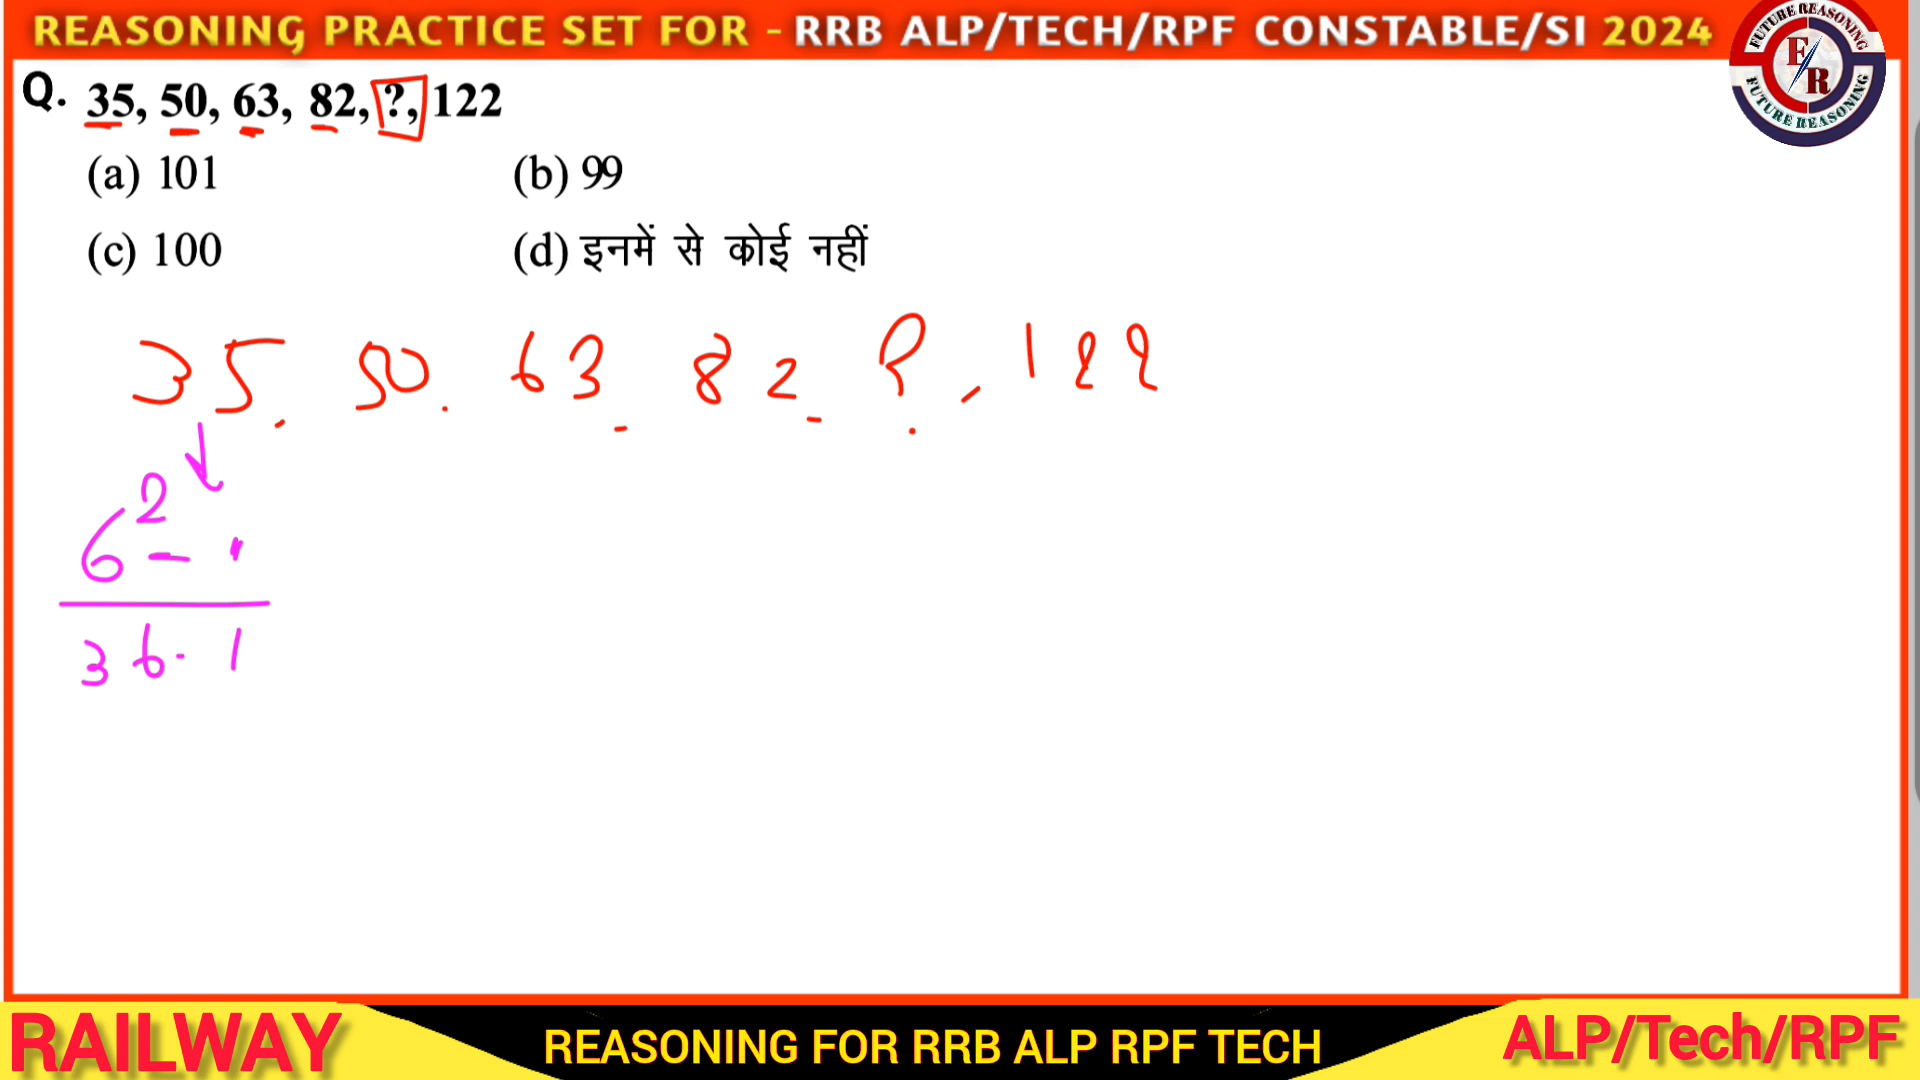 REASONING PRACTICE SET FOR - RRB ALP/TECH/RPF CONSTABLE/SI 2024
FUTURE REASONING
E R
FUTURE REASONING
Q. 35, 50, 63, 82, ?, 122
(a) 101 (b) 99
(c) 100 (d) इनमें से कोई नहीं
35, 50, 63, 82, ?, 122
6² - 1
36 - 1
RAILWAY REASONING FOR RRB ALP RPF TECH ALP/Tech/RPF